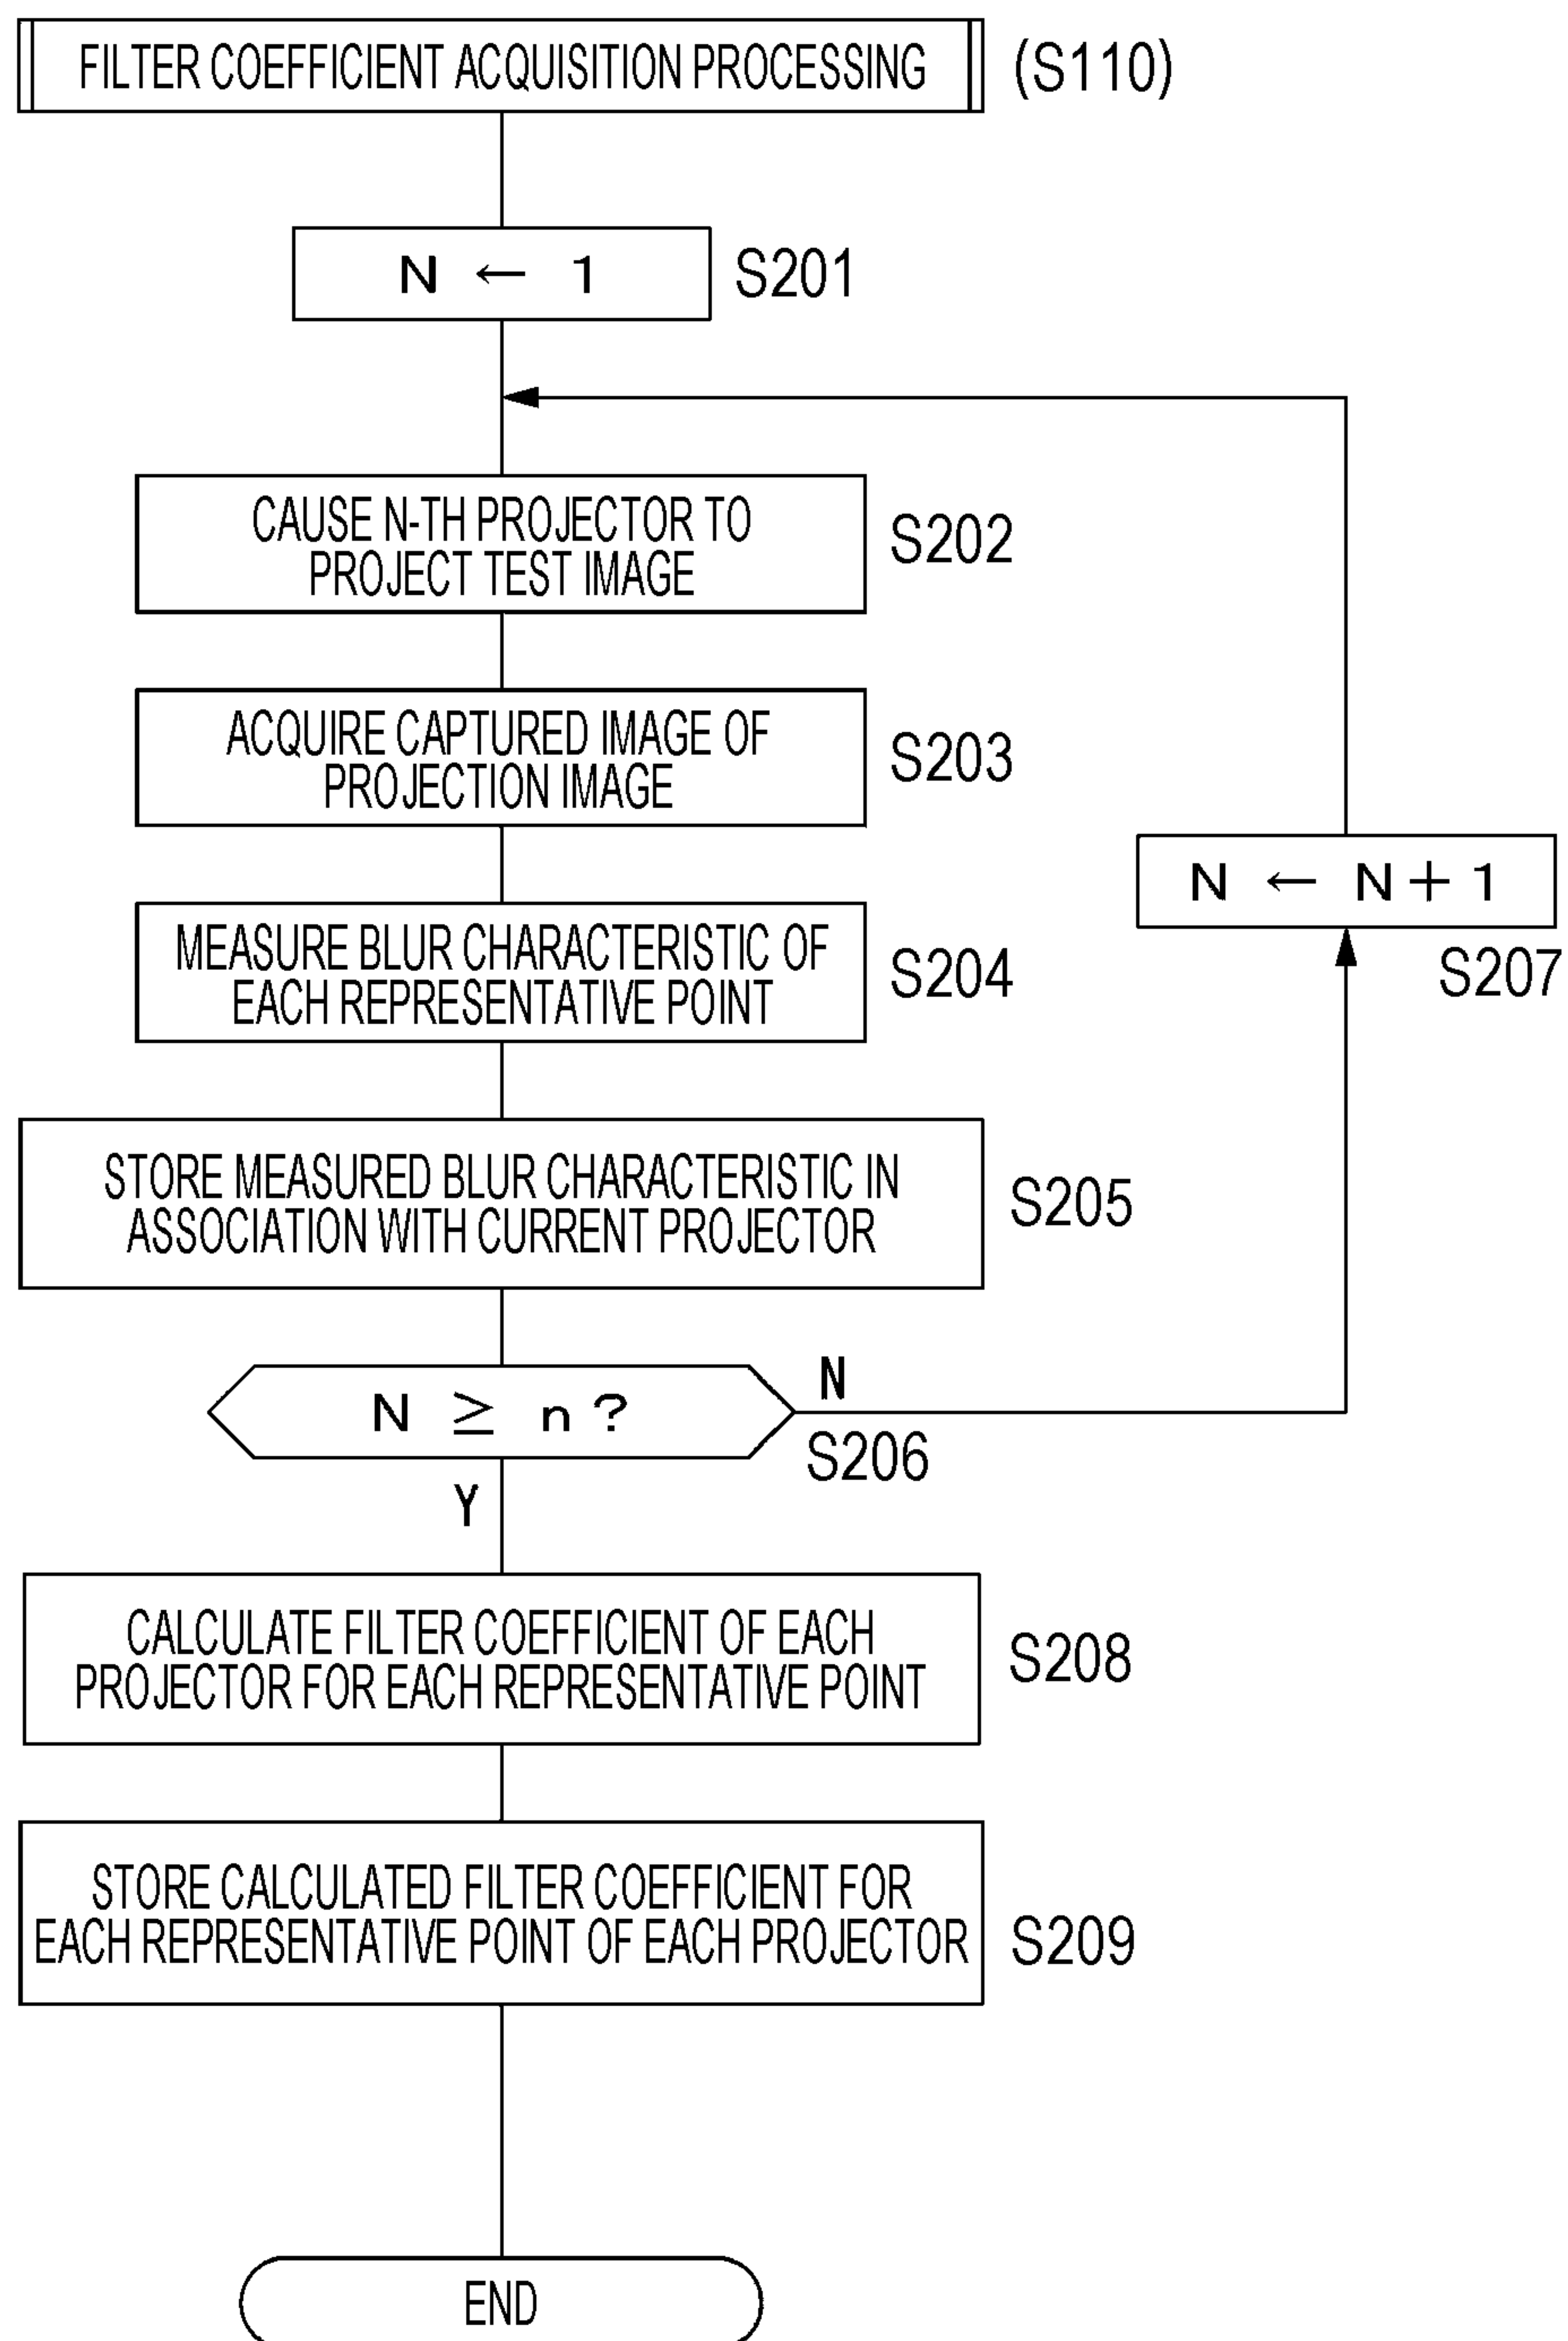 FILTER COEFFICIENT ACQUISITION PROCESSING
(S110)
N ← 1
S201
CAUSE N-TH PROJECTOR TO
PROJECT TEST IMAGE
S202
ACQUIRE CAPTURED IMAGE OF
PROJECTION IMAGE
S203
N ← N+1
S207
MEASURE BLUR CHARACTERISTIC OF
EACH REPRESENTATIVE POINT
S204
STORE MEASURED BLUR CHARACTERISTIC IN
ASSOCIATION WITH CURRENT PROJECTOR
S205
N ≧ n?
N
S206
Y
CALCULATE FILTER COEFFICIENT OF EACH
PROJECTOR FOR EACH REPRESENTATIVE POINT
S208
STORE CALCULATED FILTER COEFFICIENT FOR
EACH REPRESENTATIVE POINT OF EACH PROJECTOR
S209
END